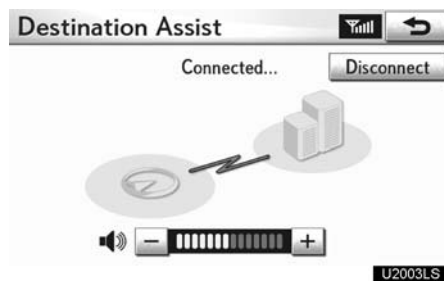 Destination Assist
Connected...
Disconnect
− +
U2003LS